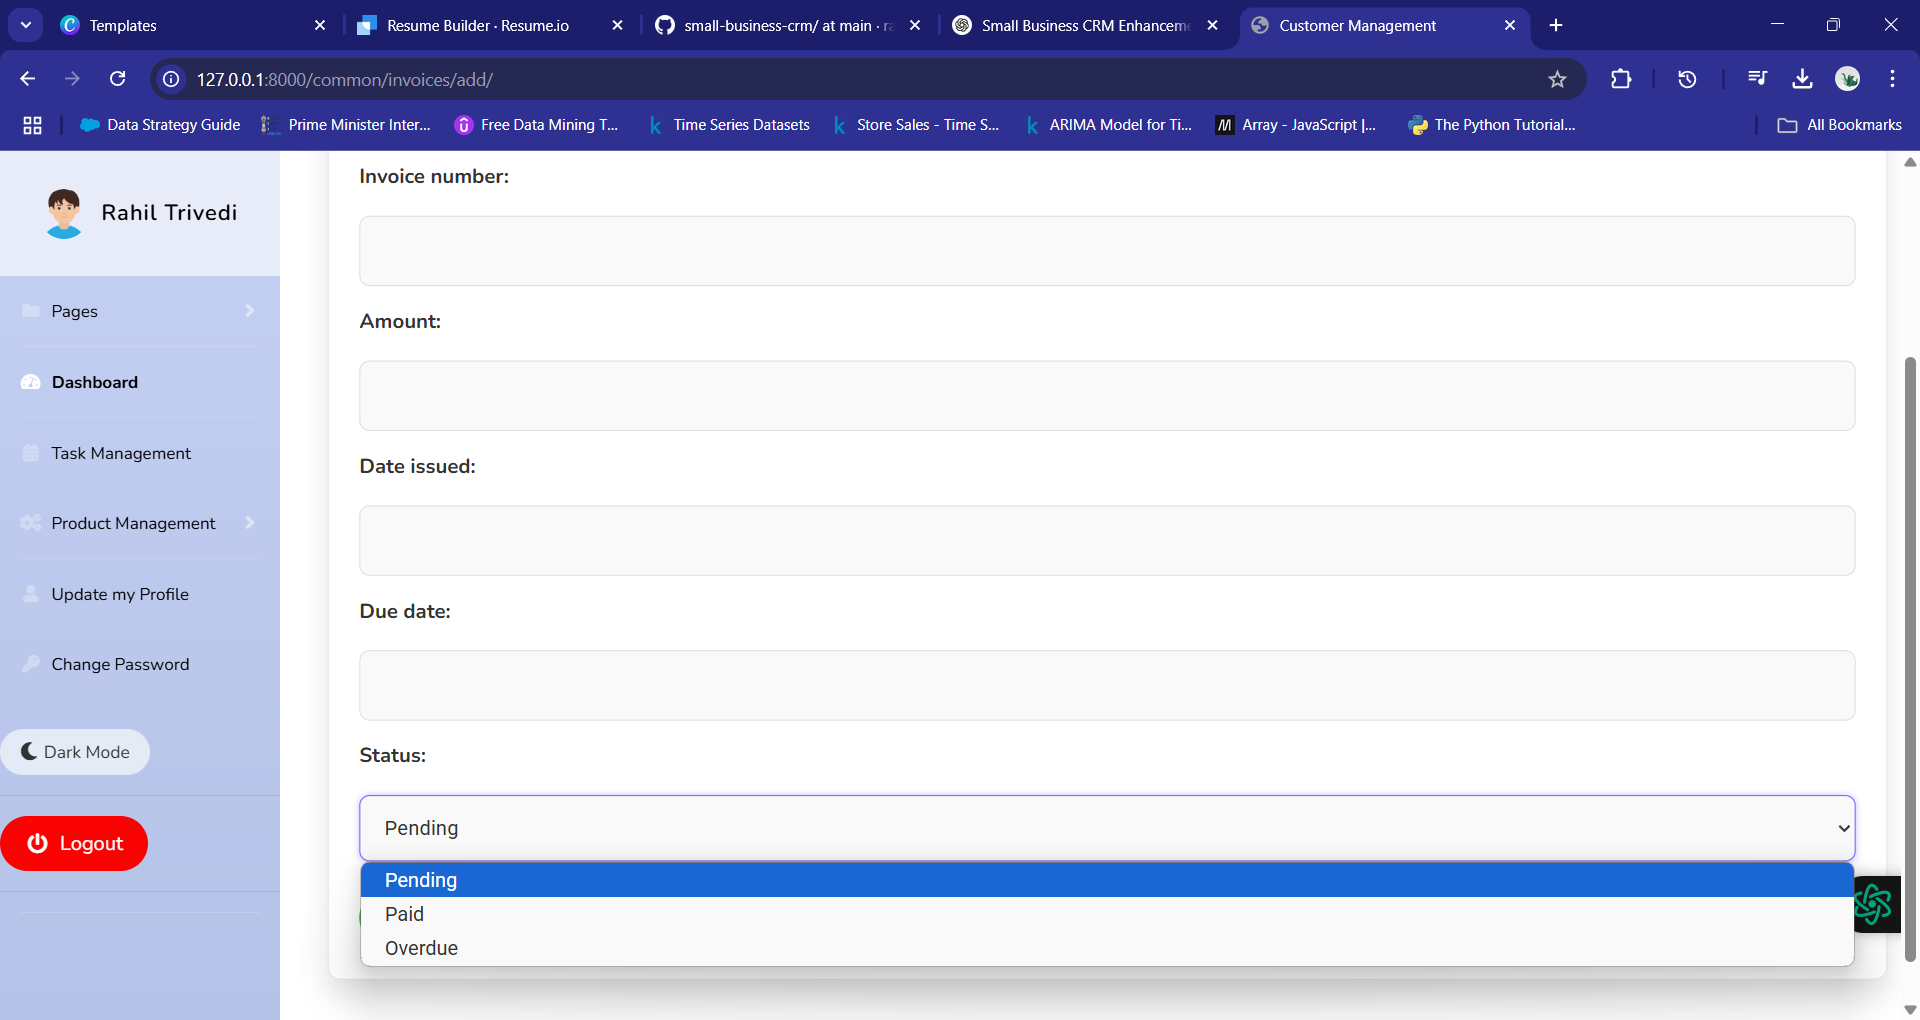 Templates
Resume Builder · Resume.io
small-business-crm/ at main · ra
Small Business CRM Enhanceme
Customer Management
127.0.0.1:8000/common/invoices/add/
Data Strategy Guide
Prime Minister Inter...
Free Data Mining T...
Time Series Datasets
Store Sales - Time S...
ARIMA Model for Ti...
Array - JavaScript |...
The Python Tutorial...
All Bookmarks
Rahil Trivedi
Pages
Dashboard
Task Management
Product Management
Update my Profile
Change Password
Dark Mode
Logout
Invoice number:
Amount:
Date issued:
Due date:
Status:
Pending
Pending
Paid
Overdue